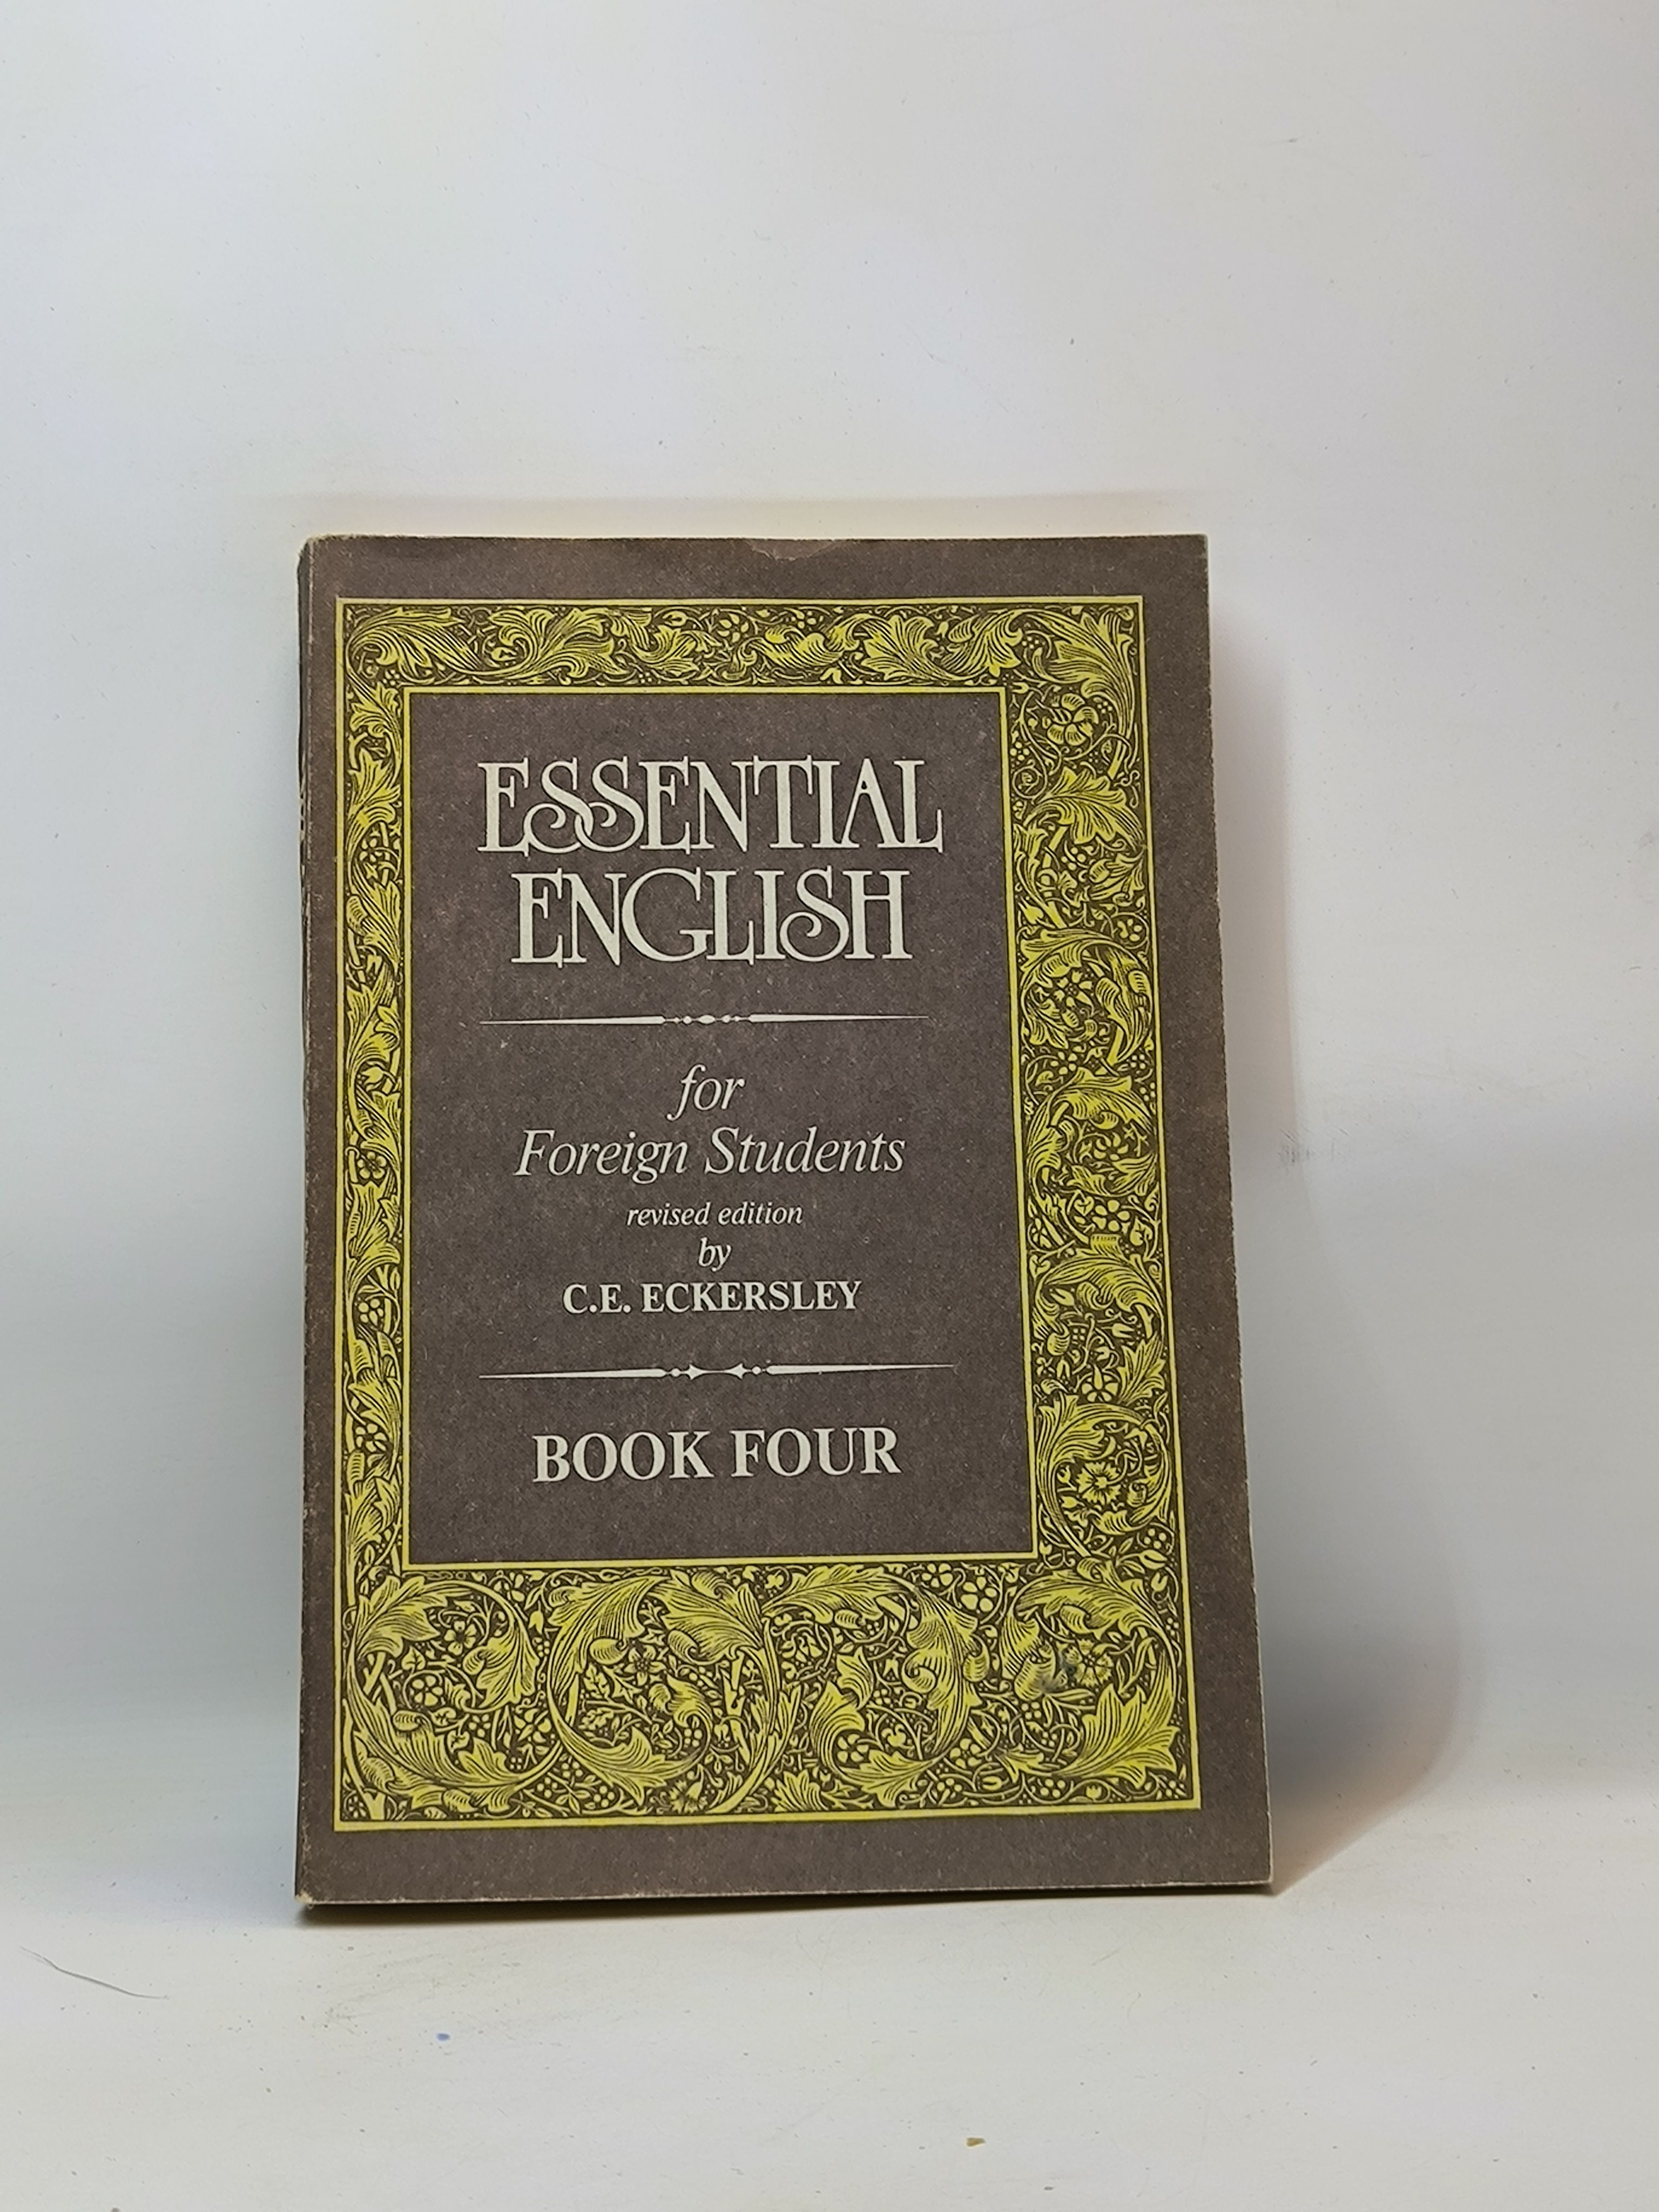 ESSENTIAL
ENGLISH
for
Foreign Students
revised edition
by
C.E. ECKERSLEY
BOOK FOUR